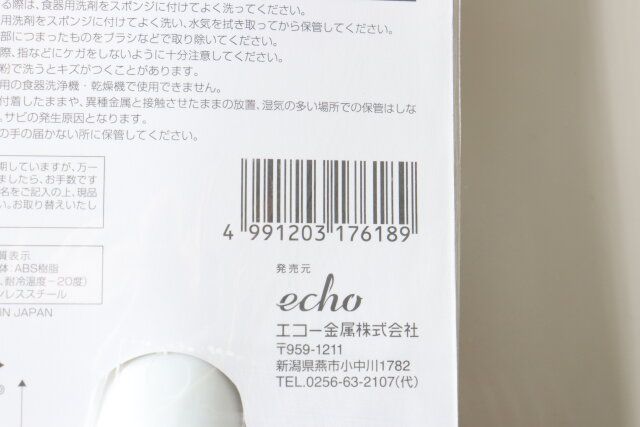 る際は、食器用洗剤をスポンジに付けてよく洗ってください。
用洗剤をスポンジに付けてよく洗い、水気を拭き取ってから保管してください。
部につまったものをブラシなどで取り除いてください。
際、指などにケガをしないように十分注意してください。
粉で洗うとキズがつくことがあります。
用の食器洗浄機・乾燥機で使用できません。
付着したままや、異種金属と接触させたままの放置、湿気の多い場所での保管はしな
。サビの発生原因となります。
の手の届かない所に保管してください。
期していますが、万一
ましたら、お手数です
名をご記入の上、現品
。お取り替えいたし
質表示
体:ABS樹脂
、耐冷温度-20度)
ンレススチール
IN JAPAN
4 991203 176189
発売元
echo
エコー金属株式会社
〒959-1211
新潟県燕市小中川1782
TEL.0256-63-2107(代)